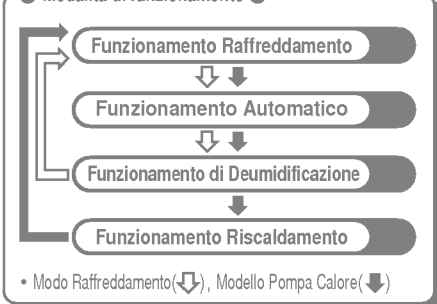 Modalità di funzionamento
Funzionamento Raffreddamento
Funzionamento Automatico
Funzionamento di Deumidificazione
Funzionamento Riscaldamento
• Modo Raffreddamento(⇩), Modello Pompa Calore(⬇)